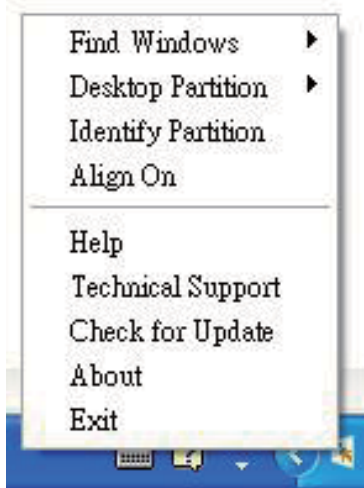 Find Windows
Desktop Partition
Identify Partition
Align On
Help
Technical Support
Check for Update
About
Exit